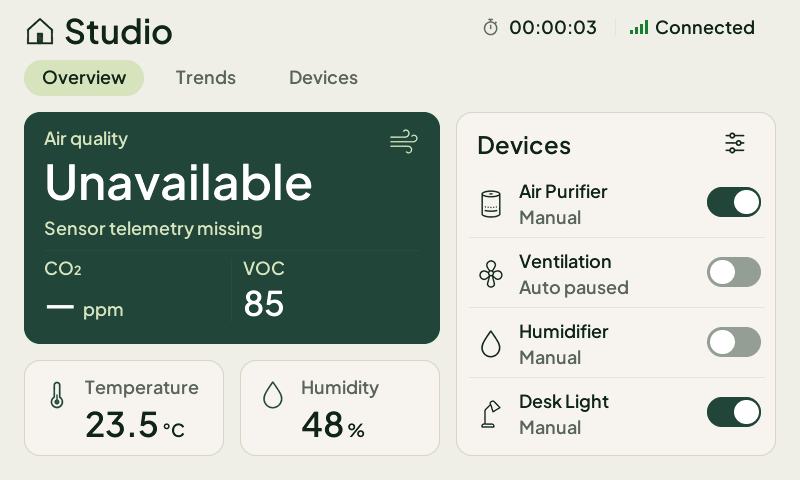 Studio
00:00:03
Connected
Overview
Trends
Devices
Air quality
Unavailable
Sensor telemetry missing
CO₂
— ppm
VOC
85
Temperature
23.5 °C
Humidity
48 %
Devices
Air Purifier
Manual
Ventilation
Auto paused
Humidifier
Manual
Desk Light
Manual